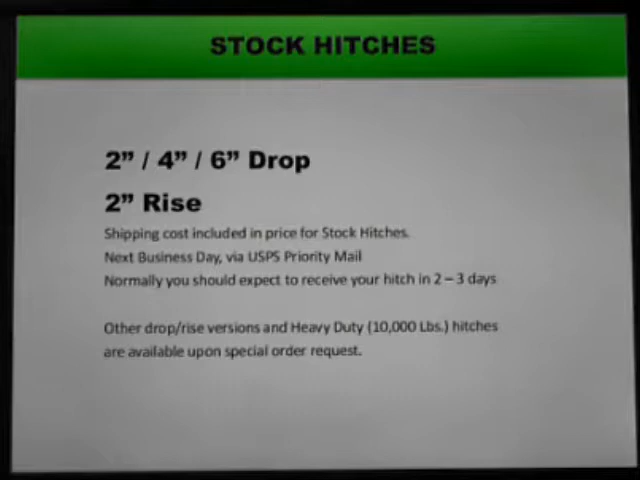 STOCK HITCHES
2” / 4” / 6” Drop
2” Rise
Shipping cost included in price for Stock Hitches.
Next Business Day, via USPS Priority Mail
Normally you should expect to receive your hitch in 2 – 3 days
Other drop/rise versions and Heavy Duty (10,000 Lbs.) hitches
are available upon special order request.